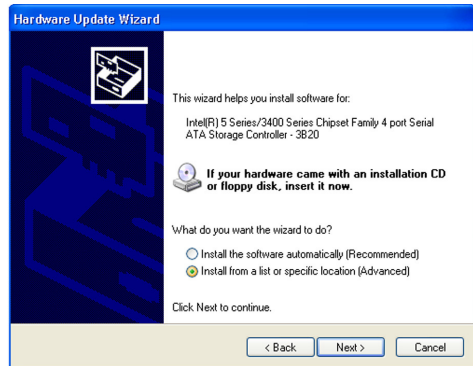 Hardware Update Wizard
This wizard helps you install software for:
Intel(R) 5 Series/3400 Series Chipset Family 4 port Serial
ATA Storage Controller - 3B20
If your hardware came with an installation CD
or floppy disk, insert it now.
What do you want the wizard to do?
Install the software automatically (Recommended)
Install from a list or specific location (Advanced)
Click Next to continue.
< Back Next > Cancel